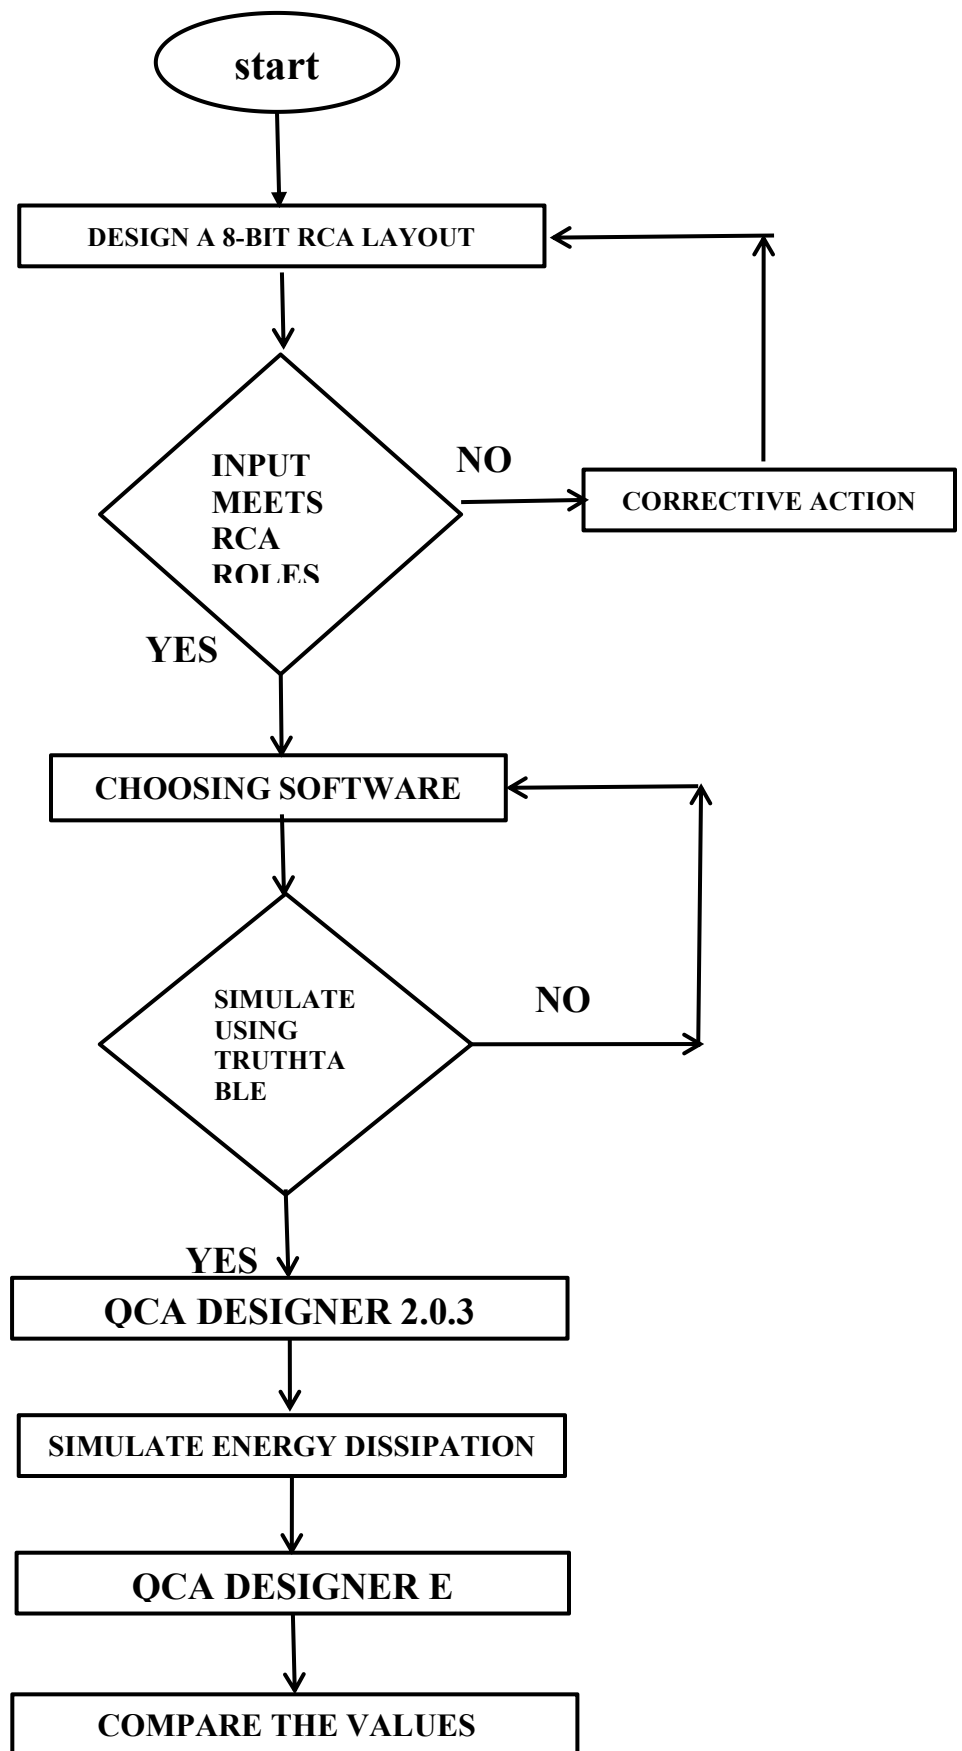 start
DESIGN A 8-BIT RCA LAYOUT
INPUT
MEETS
RCA
ROLES
NO
CORRECTIVE ACTION
YES
CHOOSING SOFTWARE
SIMULATE
USING
TRUTHTA
BLE
NO
YES
QCA DESIGNER 2.0.3
SIMULATE ENERGY DISSIPATION
QCA DESIGNER E
COMPARE THE VALUES